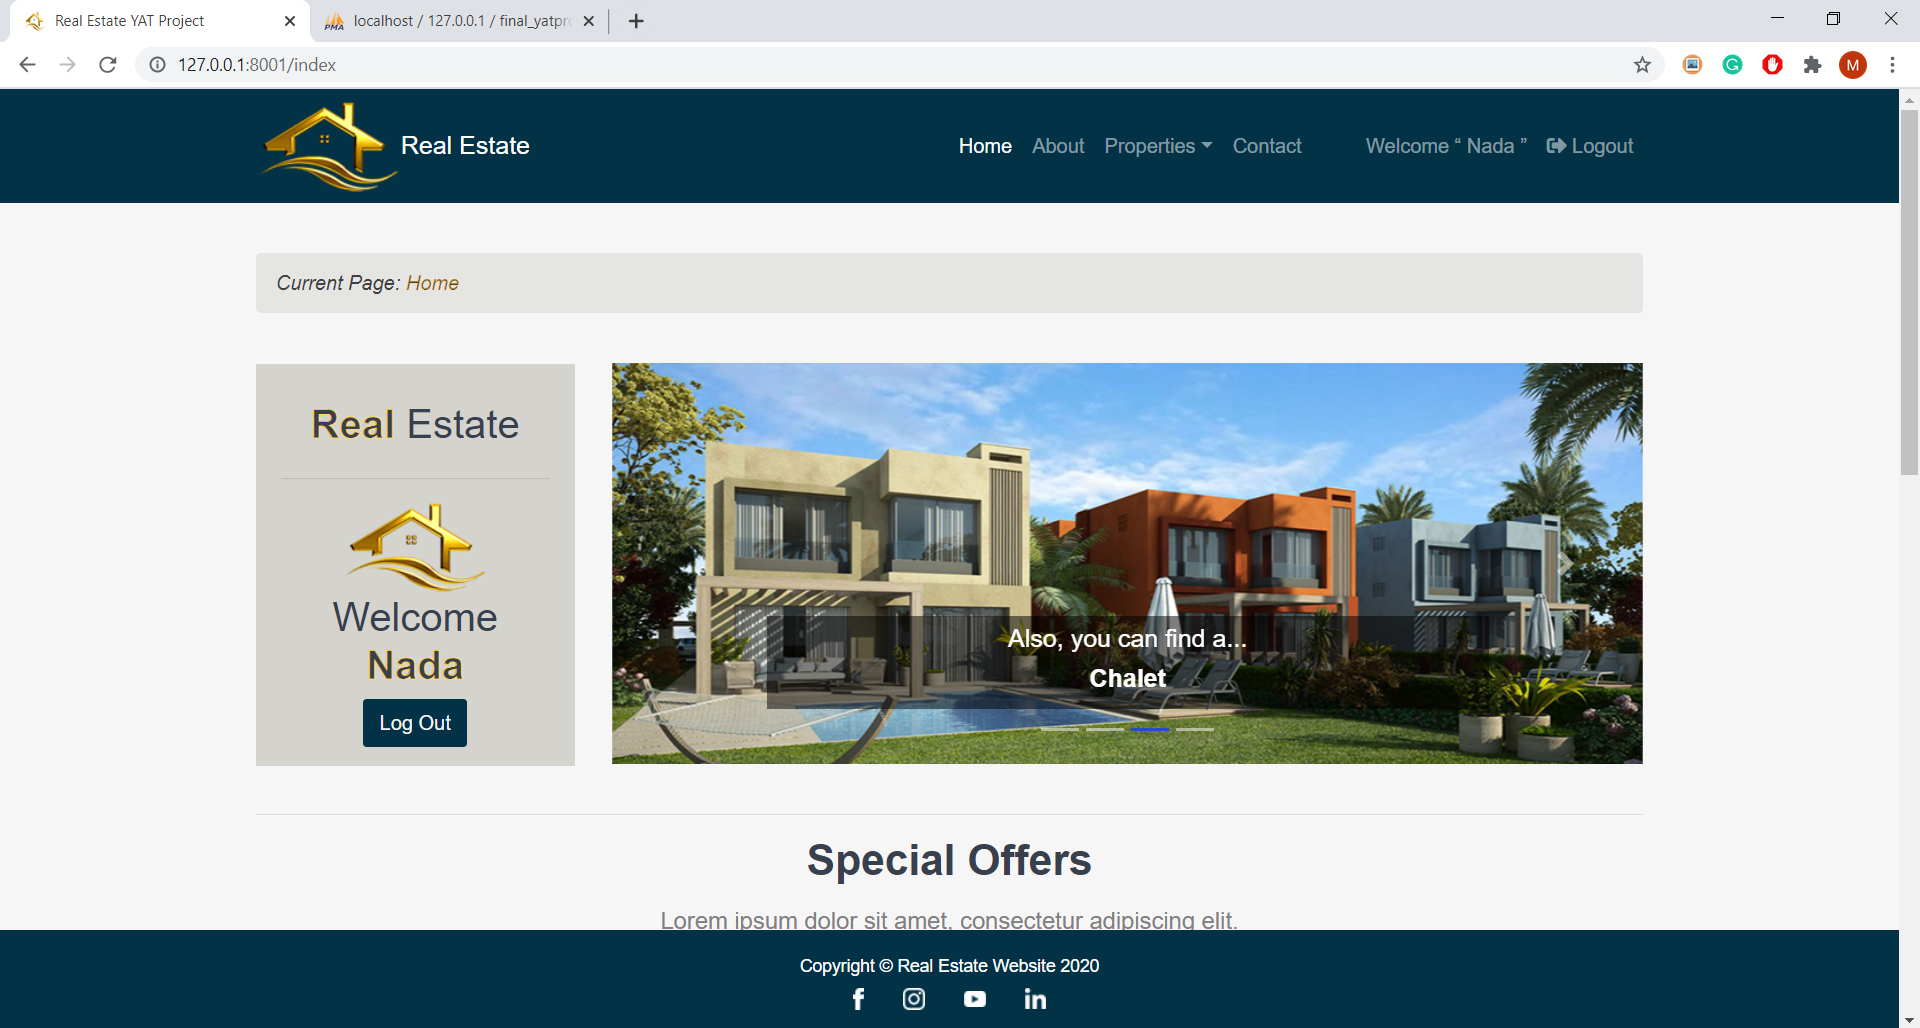 Real Estate YAT Project
PMA localhost / 127.0.0.1 / final_yatpro
127.0.0.1:8001/index
M
Real Estate
Home About Properties Contact Welcome “ Nada ” Logout
Current Page: Home
Real Estate
Welcome
Nada
Log Out
Also, you can find a...
Chalet
Special Offers
Lorem ipsum dolor sit amet, consectetur adipiscing elit.
Copyright © Real Estate Website 2020